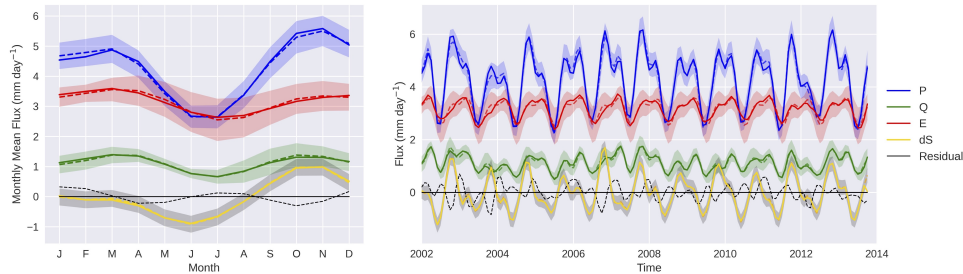 Monthly Mean Flux (mm day⁻¹)
6
5
4
3
2
1
0
−1
J F M A M J J A S O N D
Month
Flux (mm day⁻¹)
6
4
2
0
2002 2004 2006 2008 2010 2012 2014
Time
P
Q
E
dS
Residual